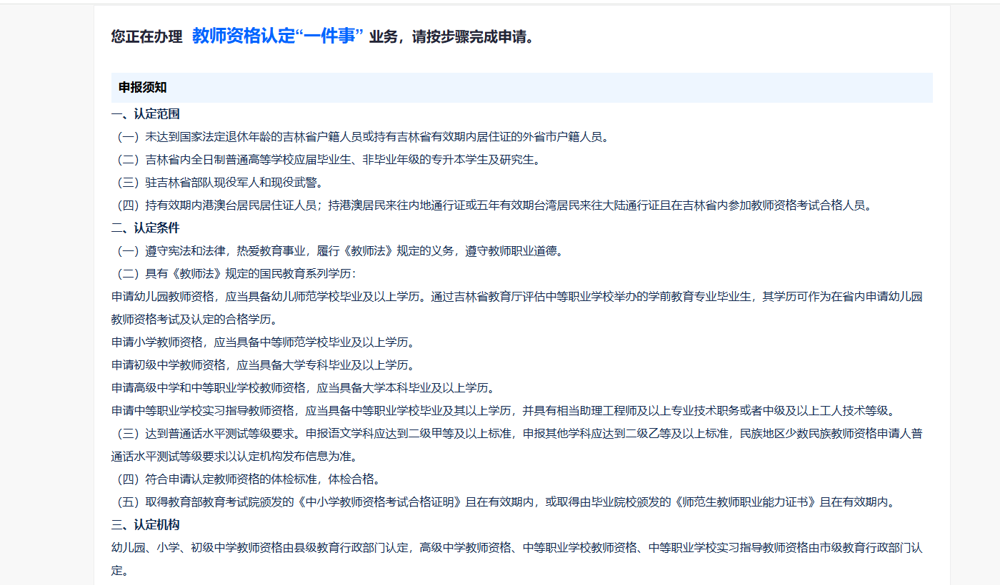 您正在办理 教师资格认定“一件事” 业务，请按步骤完成申请。
申报须知
一、认定范围
（一）未达到国家法定退休年龄的吉林省户籍人员或持有吉林省有效期内居住证的外省市户籍人员。
（二）吉林省内全日制普通高等学校应届毕业生、非毕业年级的专升本学生及研究生。
（三）驻吉林省部队现役军人和现役武警。
（四）持有效期内港澳台居民居住证人员；持港澳居民来往内地通行证或五年有效期台湾居民来往大陆通行证且在吉林省内参加教师资格考试合格人员。
二、认定条件
（一）遵守宪法和法律，热爱教育事业，履行《教师法》规定的义务，遵守教师职业道德。
（二）具有《教师法》规定的国民教育系列学历：
申请幼儿园教师资格，应当具备幼儿师范学校毕业及以上学历。通过吉林省教育厅评估中等职业学校举办的学前教育专业毕业生，其学历可作为在省内申请幼儿园
教师资格考试及认定的合格学历。
申请小学教师资格，应当具备中等师范学校毕业及以上学历。
申请初级中学教师资格，应当具备大学专科毕业及以上学历。
申请高级中学和中等职业学校教师资格，应当具备大学本科毕业及以上学历。
申请中等职业学校实习指导教师资格，应当具备中等职业学校毕业及其以上学历，并具有相当助理工程师及以上专业技术职务或者中级及以上工人技术等级。
（三）达到普通话水平测试等级要求。申报语文学科应达到二级甲等及以上标准，申报其他学科应达到二级乙等及以上标准，民族地区少数民族教师资格申请人普
通话水平测试等级要求以认定机构发布信息为准。
（四）符合申请认定教师资格的体检标准，体检合格。
（五）取得教育部教育考试院颁发的《中小学教师资格考试合格证明》且在有效期内，或取得由毕业院校颁发的《师范生教师职业能力证书》且在有效期内。
三、认定机构
幼儿园、小学、初级中学教师资格由县级教育行政部门认定，高级中学教师资格、中等职业学校教师资格、中等职业学校实习指导教师资格由市级教育行政部门认
定。